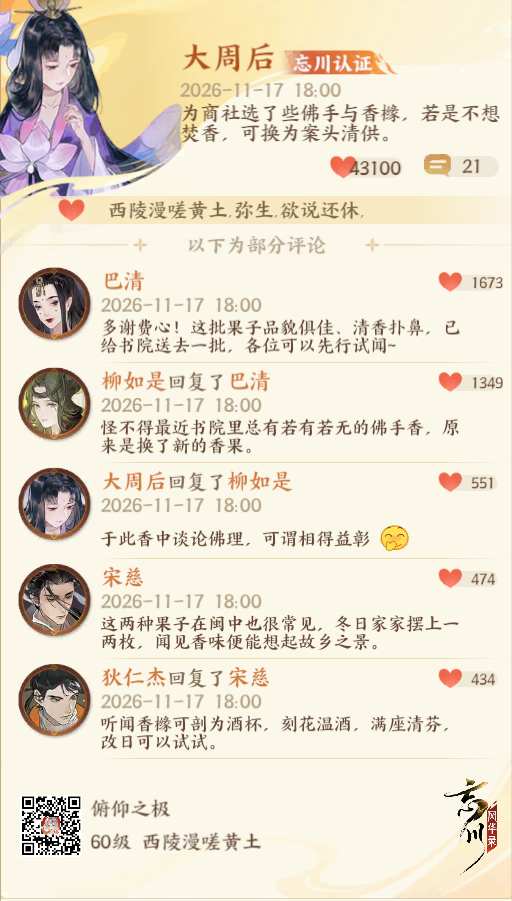 大周后 忘川认证
2026-11-17 18:00
为商社选了些佛手与香橼，若是不想
焚香，可换为案头清供。
43100 21
西陵漫嗟黄土,弥生,欲说还休,
以下为部分评论
巴清 1673
2026-11-17 18:00
多谢费心！这批果子品貌俱佳、清香扑鼻，已
给书院送去一批，各位可以先行试闻~
柳如是回复了巴清 1349
2026-11-17 18:00
怪不得最近书院里总有若有若无的佛手香，原
来是换了新的香果。
大周后回复了柳如是 551
2026-11-17 18:00
于此香中谈论佛理，可谓相得益彰
宋慈 474
2026-11-17 18:00
这两种果子在闽中也很常见，冬日家家摆上一
两枚，闻见香味便能想起故乡之景。
狄仁杰回复了宋慈 434
2026-11-17 18:00
听闻香橼可剖为酒杯，刻花温酒，满座清芬，
改日可以试试。
俯仰之极
60级 西陵漫嗟黄土
忘川
风华录